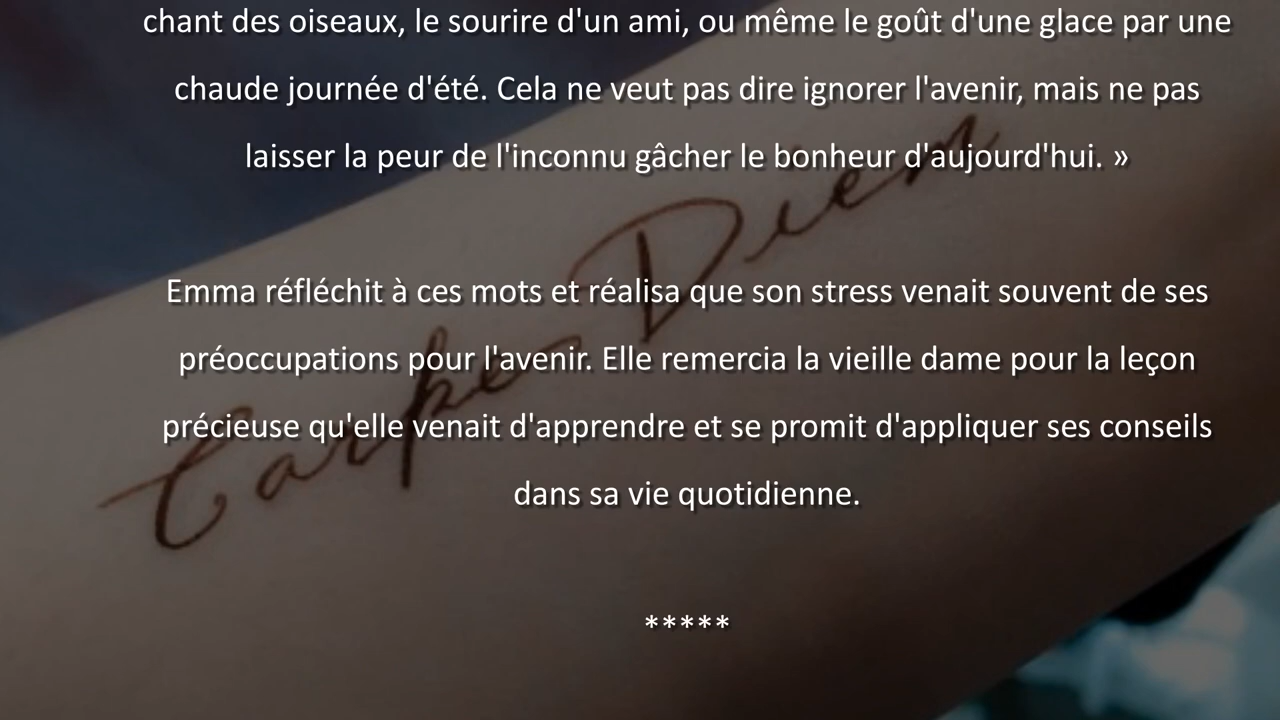 chant des oiseaux, le sourire d'un ami, ou même le goût d'une glace par une
chaude journée d'été. Cela ne veut pas dire ignorer l'avenir, mais ne pas
laisser la peur de l'inconnu gâcher le bonheur d'aujourd'hui. »
Emma réfléchit à ces mots et réalisa que son stress venait souvent de ses
préoccupations pour l'avenir. Elle remercia la vieille dame pour la leçon
précieuse qu'elle venait d'apprendre et se promit d'appliquer ses conseils
dans sa vie quotidienne.
*****
Carpe Diem